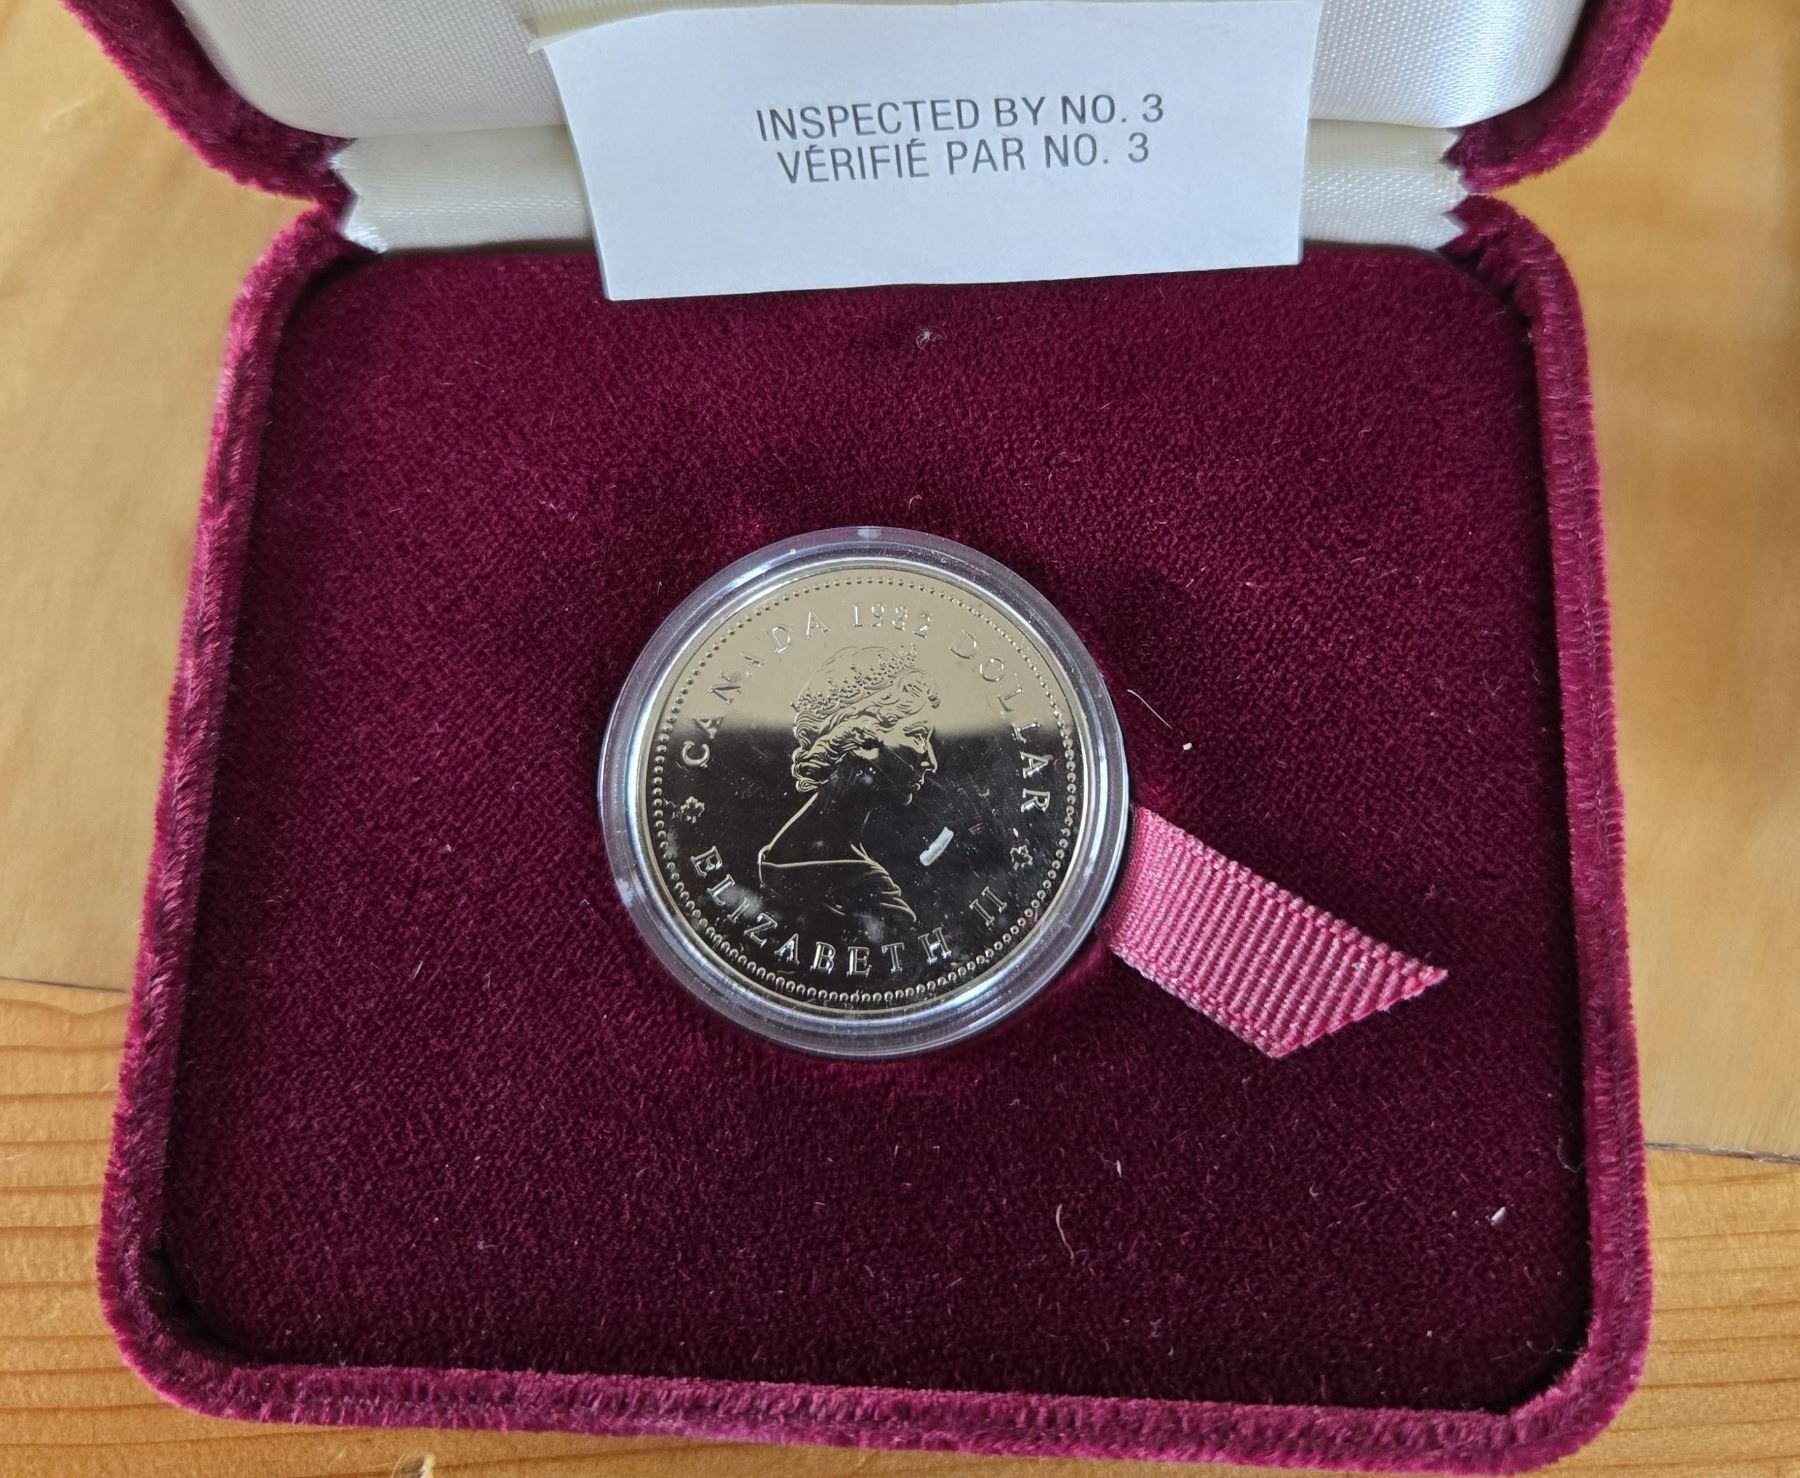 INSPECTED BY NO. 3
VÉRIFIÉ PAR NO. 3
CANADA 1982 DOLLAR
ELIZABETH II